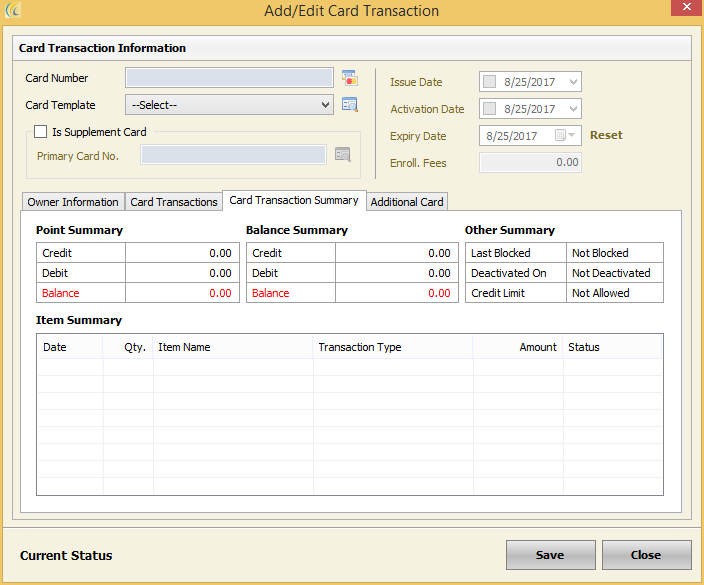 Add/Edit Card Transaction
Card Transaction Information
Card Number
Card Template --Select--
Is Supplement Card
Primary Card No.
Issue Date 8/25/2017
Activation Date 8/25/2017
Expiry Date 8/25/2017 Reset
Enroll. Fees 0.00
Owner Information Card Transactions Card Transaction Summary Additional Card
Point Summary
Credit 0.00
Debit 0.00
Balance 0.00
Balance Summary
Credit 0.00
Debit 0.00
Balance 0.00
Other Summary
Last Blocked Not Blocked
Deactivated On Not Deactivated
Credit Limit Not Allowed
Item Summary
Date Qty. Item Name Transaction Type Amount Status
Current Status Save Close